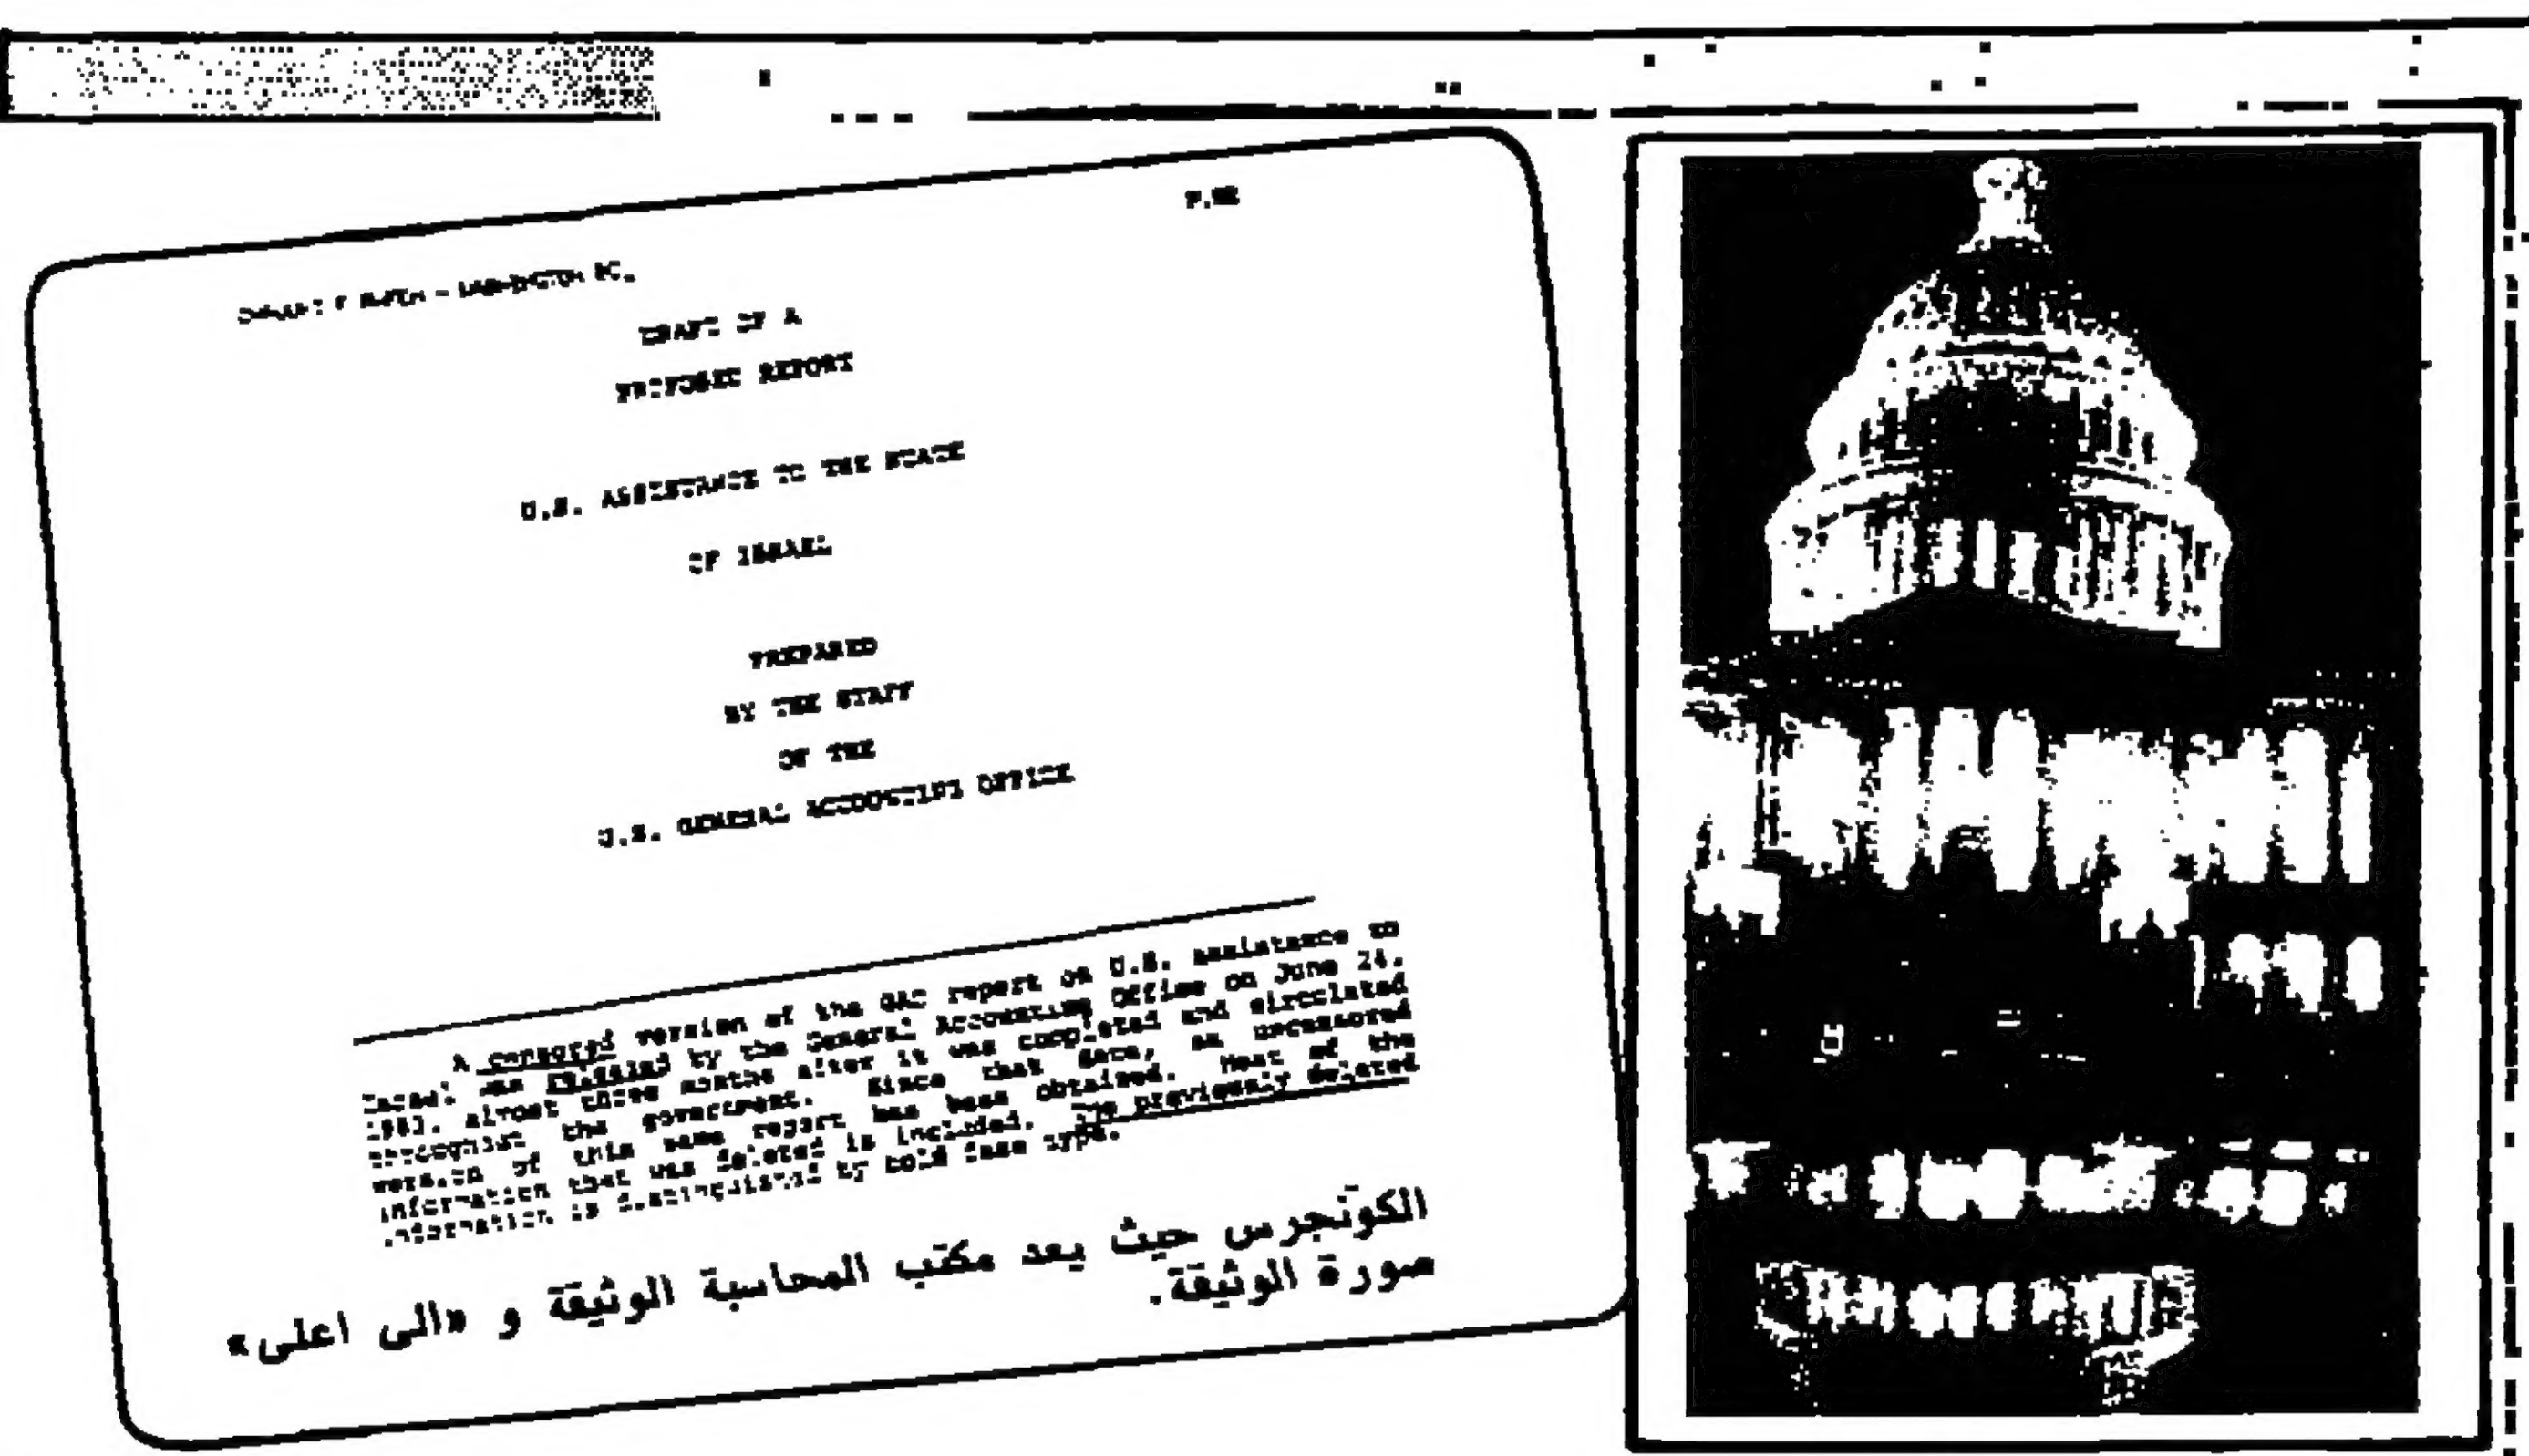 DRAFT OF A
PROPOSED REPORT
U.S. ASSISTANCE TO THE STATE
OF ISRAEL
PREPARED
BY THE STAFF
OF THE
U.S. GENERAL ACCOUNTING OFFICE
A censored version of the GAO report on U.S. assistance to
Israel was released by the General Accounting Office on June 24,
1983, almost three months after it was completed and circulated
throughout the government. Since that date, an uncensored
version of this same report has been obtained. Most of the
information that was deleted is included. The previously deleted
information is distinguished by bold face type.
الكونجرس حيث يعد مكتب المحاسبة الوثيقة و «الى اعلى»
صورة الوثيقة.